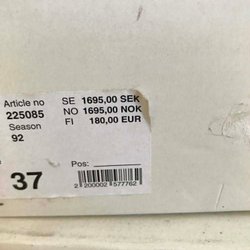 Article no
225085
Season
92
SE 1695,00 SEK
NO 1695,00 NOK
FI 180,00 EUR
37
Pos:
2 200002 577762